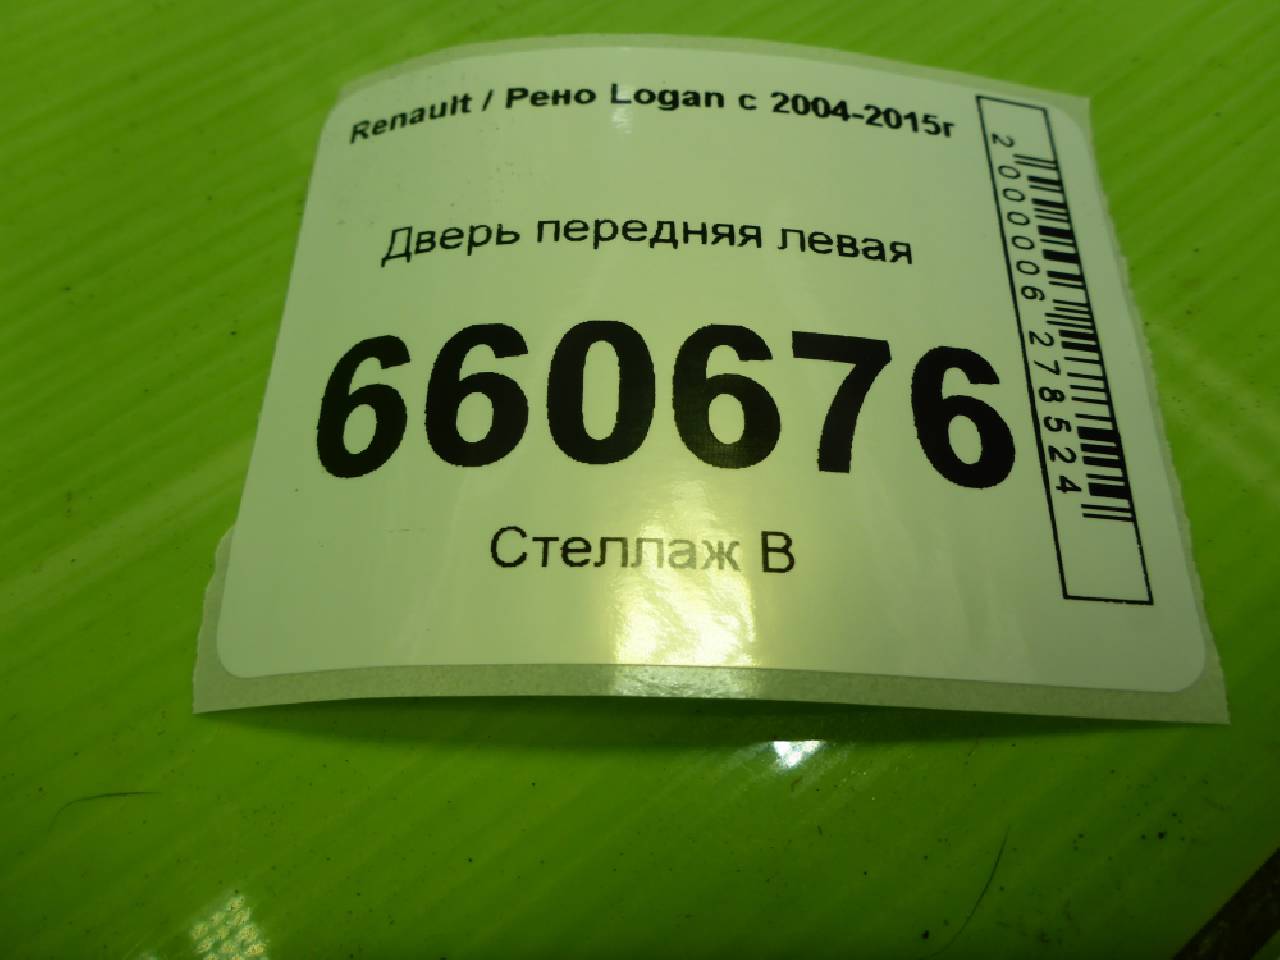 Renault / Рено Logan с 2004-2015г
Дверь передняя левая
660676
Стеллаж В
2000006278524